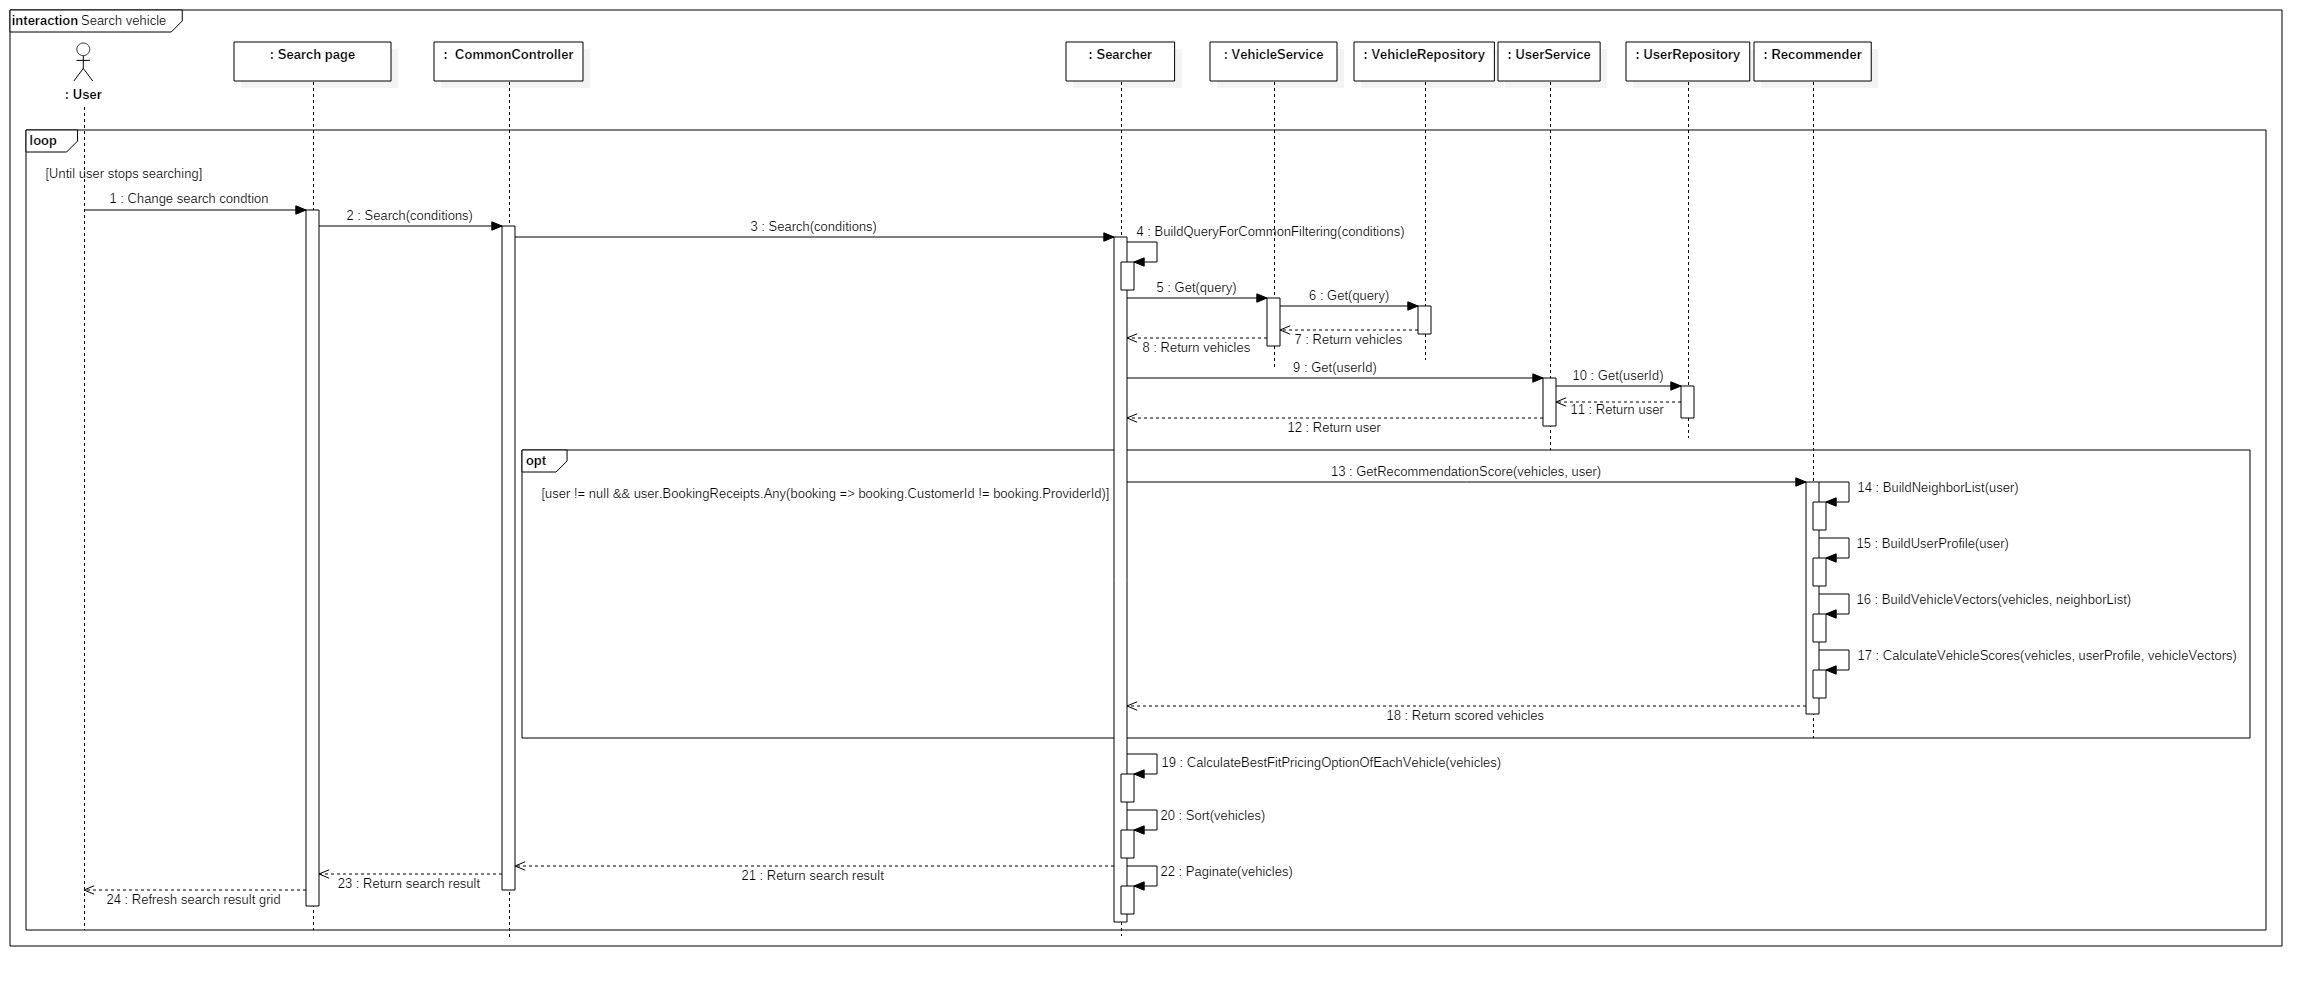 interaction Search vehicle
: User
: Search page
: CommonController
: Searcher
: VehicleService
: VehicleRepository
: UserService
: UserRepository
: Recommender
loop
[Until user stops searching]
1 : Change search condtion
2 : Search(conditions)
3 : Search(conditions)
4 : BuildQueryForCommonFiltering(conditions)
5 : Get(query)
6 : Get(query)
7 : Return vehicles
8 : Return vehicles
9 : Get(userId)
10 : Get(userId)
11 : Return user
12 : Return user
opt
[user != null && user.BookingReceipts.Any(booking => booking.CustomerId != booking.ProviderId)]
13 : GetRecommendationScore(vehicles, user)
14 : BuildNeighborList(user)
15 : BuildUserProfile(user)
16 : BuildVehicleVectors(vehicles, neighborList)
17 : CalculateVehicleScores(vehicles, userProfile, vehicleVectors)
18 : Return scored vehicles
19 : CalculateBestFitPricingOptionOfEachVehicle(vehicles)
20 : Sort(vehicles)
21 : Return search result
22 : Paginate(vehicles)
23 : Return search result
24 : Refresh search result grid